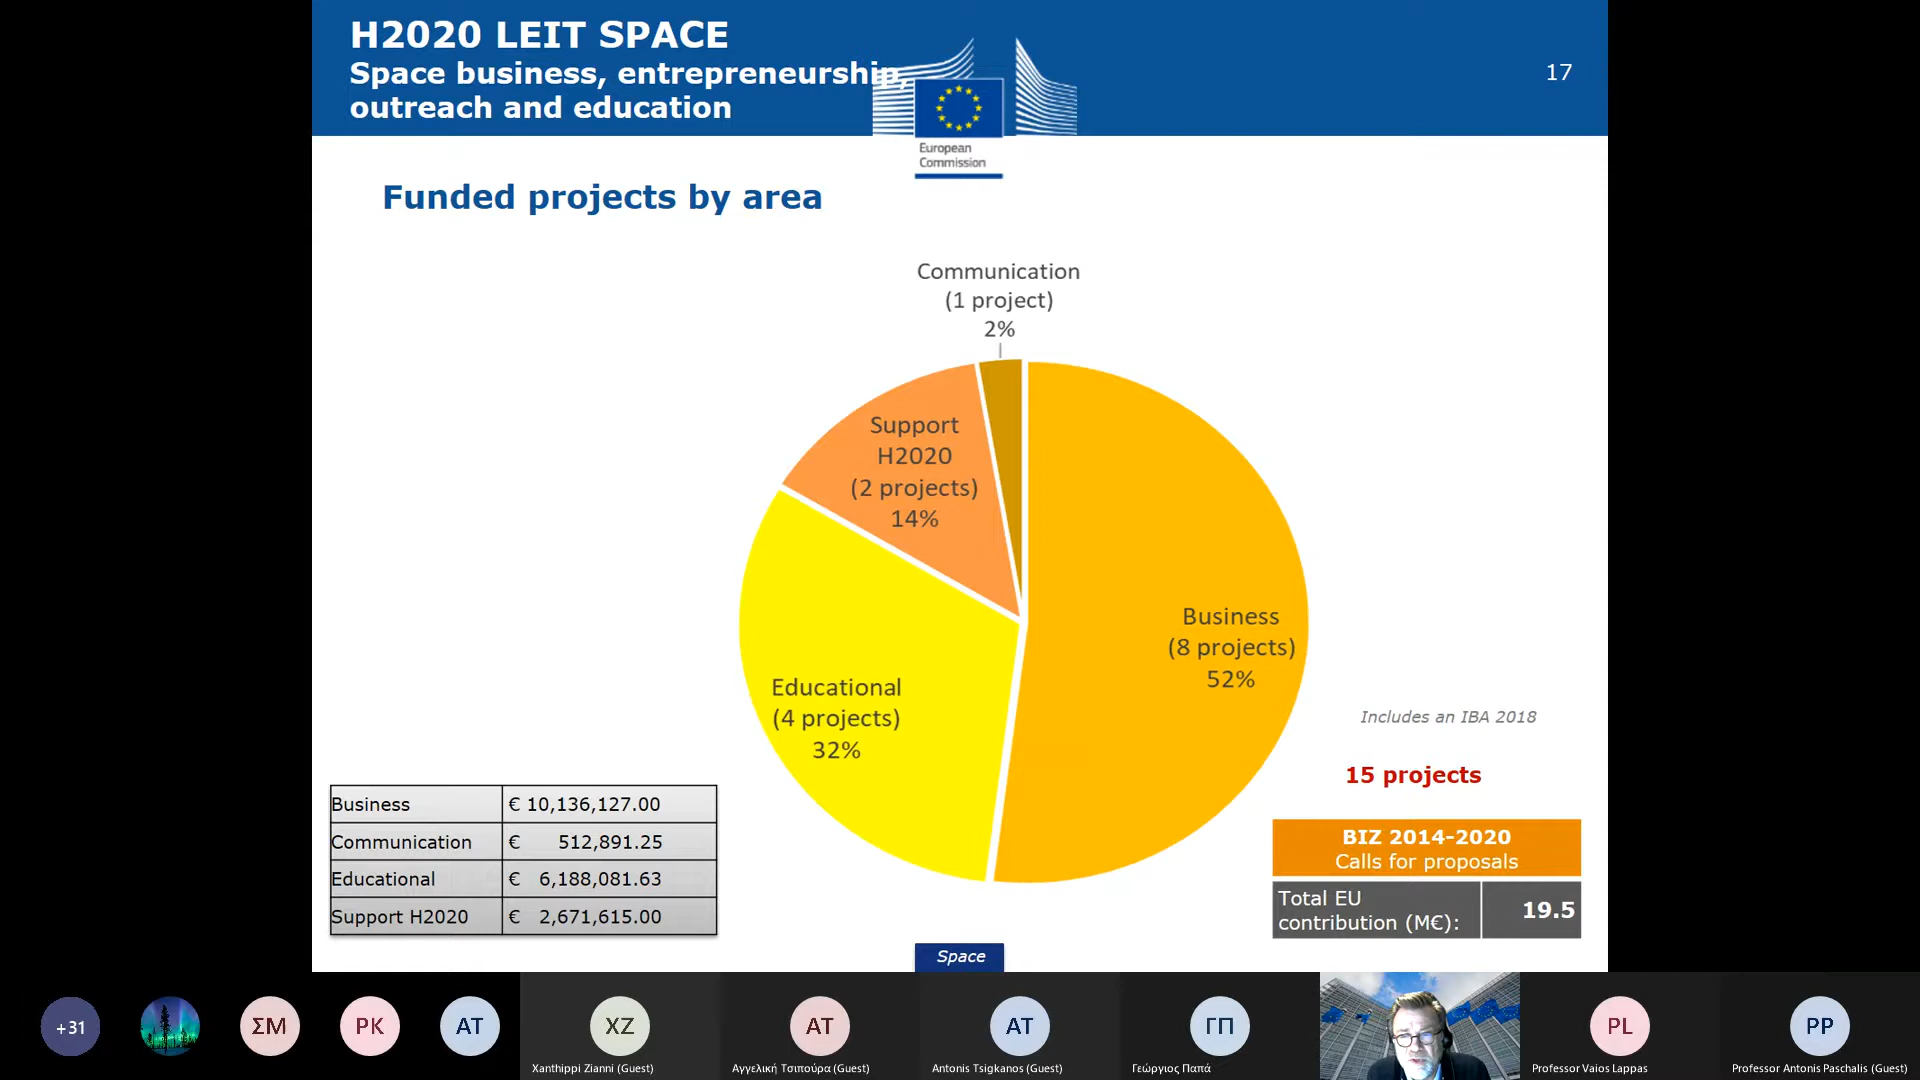 H2020 LEIT SPACE
Space business, entrepreneurship,
outreach and education
17
European
Commission
Funded projects by area
Communication
(1 project)
2%
Support
H2020
(2 projects)
14%
Business
(8 projects)
52%
Educational
(4 projects)
32%
Includes an IBA 2018
15 projects
Business € 10,136,127.00
Communication € 512,891.25
Educational € 6,188,081.63
Support H2020 € 2,671,615.00
BIZ 2014-2020
Calls for proposals
Total EU
contribution (M€):
19.5
Space
+31
ΣΜ
PK
AT
XZ
Xanthippi Zianni (Guest)
ΑΤ
Αγγελική Τσιπούρα (Guest)
AT
Antonis Tsigkanos (Guest)
ΓΠ
Γεώργιος Παπά
PL
Professor Vaios Lappas
PP
Professor Antonis Paschalis (Guest)